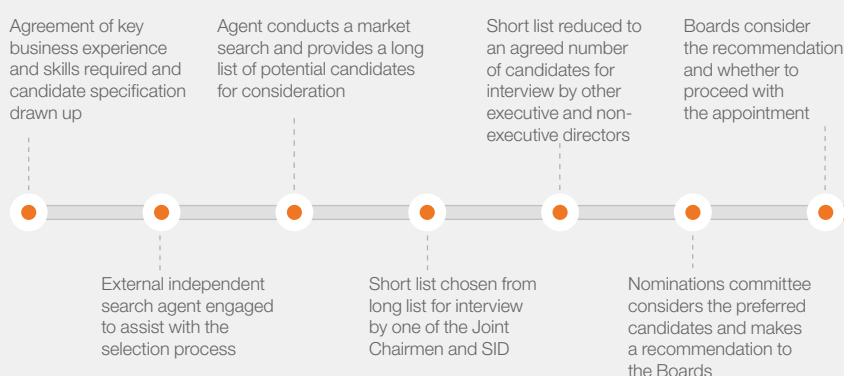 Agreement of key
business experience
and skills required and
candidate specification
drawn up
External independent
search agent engaged
to assist with the
selection process
Agent conducts a market
search and provides a long
list of potential candidates
for consideration
Short list chosen from
long list for interview
by one of the Joint
Chairmen and SID
Short list reduced to
an agreed number
of candidates for
interview by other
executive and non-
executive directors
Nominations committee
considers the preferred
candidates and makes
a recommendation to
the Boards
Boards consider
the recommendation
and whether to
proceed with
the appointment